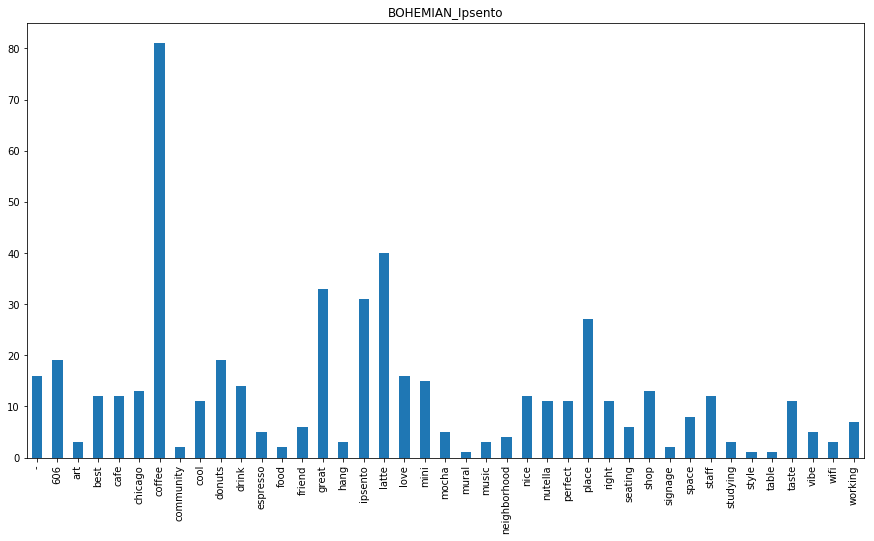 BOHEMIAN_Ipsento
80
70
60
50
40
30
20
10
0
-
606
art
best
cafe
chicago
coffee
community
cool
donuts
drink
espresso
food
friend
great
hang
ipsento
latte
love
mini
mocha
mural
music
neighborhood
nice
nutella
perfect
place
right
seating
shop
signage
space
staff
studying
style
table
taste
vibe
wifi
working